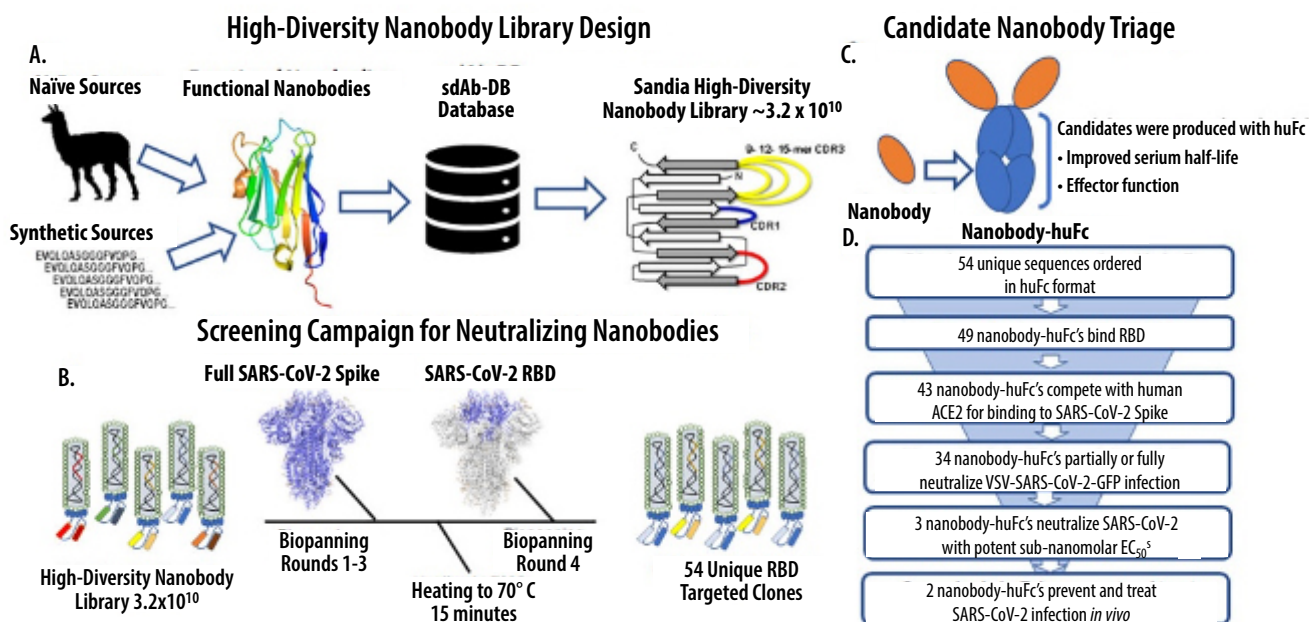 High-Diversity Nanobody Library Design
A.
Naïve Sources
Functional Nanobodies
sdAb-DB
Database
Sandia High-Diversity
Nanobody Library ~3.2 x 10¹⁰
C
9- 12- 15-mer CDR3
N
CDR1
CDR2
Synthetic Sources
EVQLQASGGGFVQPG...
EVQLQASGGGFVQPG...
EVQLQASGGGFVQPG...
EVQLQASGGGFVQPG...
EVQLQASGGGFVQPG...
Screening Campaign for Neutralizing Nanobodies
B.
Full SARS-CoV-2 Spike
SARS-CoV-2 RBD
Biopanning
Rounds 1-3
Biopanning
Round 4
Heating to 70° C
15 minutes
High-Diversity Nanobody
Library 3.2x10¹⁰
54 Unique RBD
Targeted Clones
Candidate Nanobody Triage
C.
Candidates were produced with huFc
• Improved serium half-life
• Effector function
Nanobody
Nanobody-huFc
D.
54 unique sequences ordered
in huFc format
49 nanobody-huFc's bind RBD
43 nanobody-huFc's compete with human
ACE2 for binding to SARS-CoV-2 Spike
34 nanobody-huFc's partially or fully
neutralize VSV-SARS-CoV-2-GFP infection
3 nanobody-huFc's neutralize SARS-CoV-2
with potent sub-nanomolar EC₅₀ˢ
2 nanobody-huFc's prevent and treat
SARS-CoV-2 infection in vivo